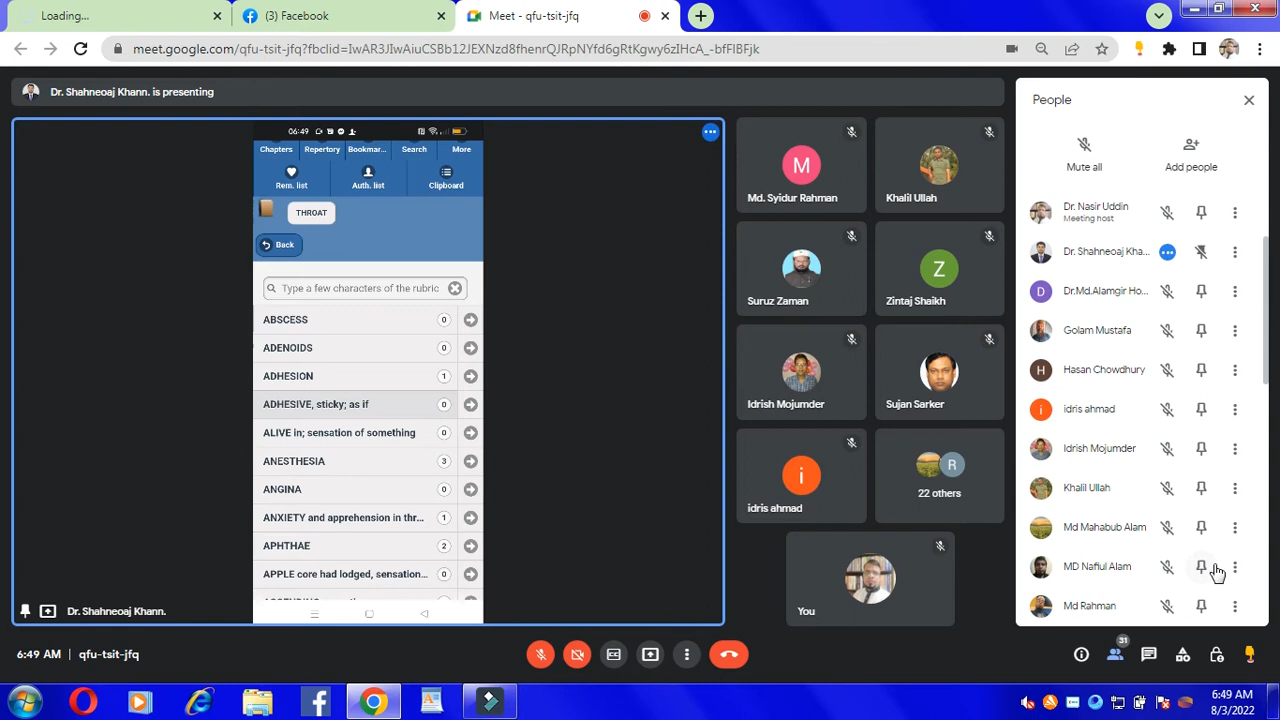 Loading...
(3) Facebook
Meet - qfu-tsit-jfq
meet.google.com/qfu-tsit-jfq?fbclid=IwAR3JIwAiuCSIb12JEXNzd8fherrQJRpNYfd6gRtKgwy6zIHcA_-bfFIBFjk
Dr. Shahneoaj Khann. is presenting
06:49
Chapters Repertory Bookmar... Search More
Rem. list Auth. list Clipboard
THROAT
Back
Type a few characters of the rubric
ABSCESS 0
ADENOIDS 0
ADHESION 1
ADHESIVE, sticky; as if 0
ALIVE in; sensation of something 0
ANESTHESIA 3
ANGINA 0
ANXIETY and apprehension in thr... 1
APHTHAE 2
APPLE core had lodged, sensation... 0
Dr. Shahneoaj Khann.
M
Md. Syidur Rahman
Khalil Ullah
Suruz Zaman
Z
Zintaj Shaikh
Idrish Mojumder
Sujan Sarker
i
idris ahmad
R
22 others
You
People
Mute all
Add people
Dr. Nasir Uddin
Meeting host
Dr. Shahneoaj Kha...
D
Dr.Md.Alamgir Ho...
Golam Mustafa
H
Hasan Chowdhury
i
idris ahmad
Idrish Mojumder
Khalil Ullah
Md Mahabub Alam
MD Nafiul Alam
Md Rahman
6:49 AM | qfu-tsit-jfq
31
6:49 AM
8/3/2022